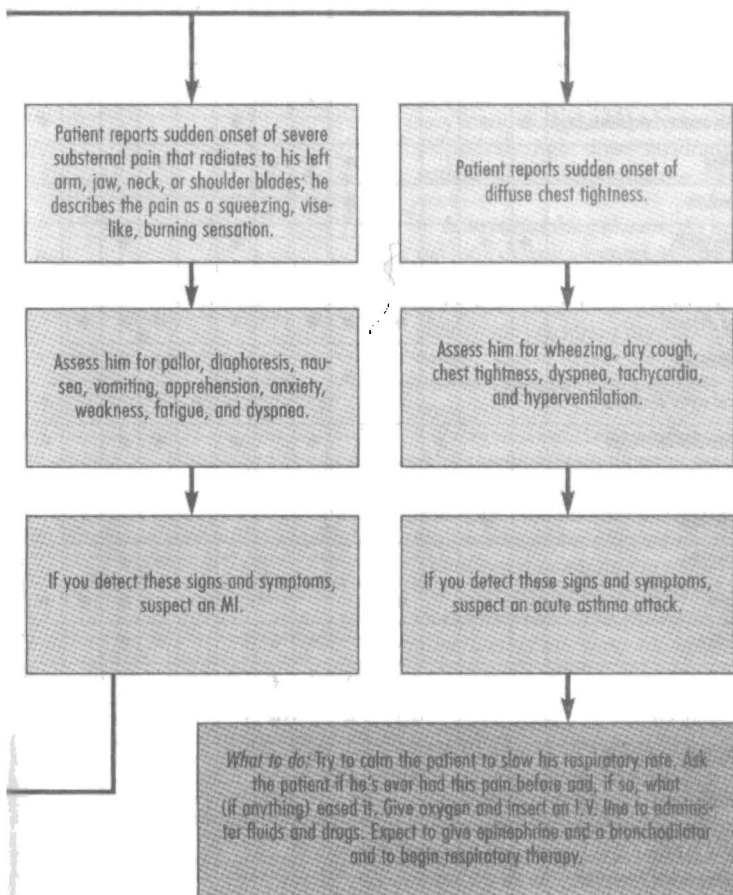 Patient reports sudden onset of severe
substernal pain that radiates to his left
arm, jaw, neck, or shoulder blades; he
describes the pain as a squeezing, vise-
like, burning sensation.
Assess him for pallor, diaphoresis, nau-
sea, vomiting, apprehension, anxiety,
weakness, fatigue, and dyspnea.
If you detect these signs and symptoms,
suspect an MI.
Patient reports sudden onset of
diffuse chest tightness.
Assess him for wheezing, dry cough,
chest tightness, dyspnea, tachycardia,
and hyperventilation.
If you detect these signs and symptoms,
suspect an acute asthma attack.
What to do: Try to calm the patient to slow his respiratory rate. Ask
the patient if he's ever had this pain before and, if so, what
(if anything) eased it. Give oxygen and insert an I.V. line to adminis-
ter fluids and drugs. Expect to give epinephrine and a bronchodilator
and to begin respiratory therapy.